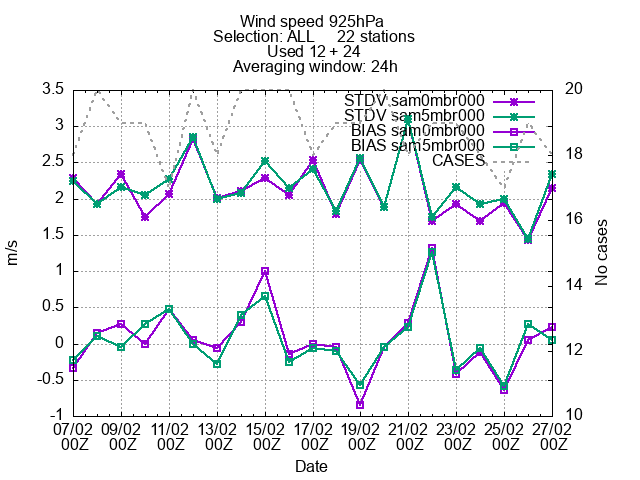 Wind speed 925hPa
Selection: ALL 22 stations
Used 12 + 24
Averaging window: 24h
3.5
3
2.5
2
1.5
1
0.5
0
-0.5
-1
m/s
STDV sam0mbr000
STDV sam5mbr000
BIAS sam0mbr000
BIAS sam5mbr000
CASES
20
18
16
14
12
10
No cases
07/02 09/02 11/02 13/02 15/02 17/02 19/02 21/02 23/02 25/02 27/02
00Z 00Z 00Z 00Z 00Z 00Z 00Z 00Z 00Z 00Z 00Z
Date